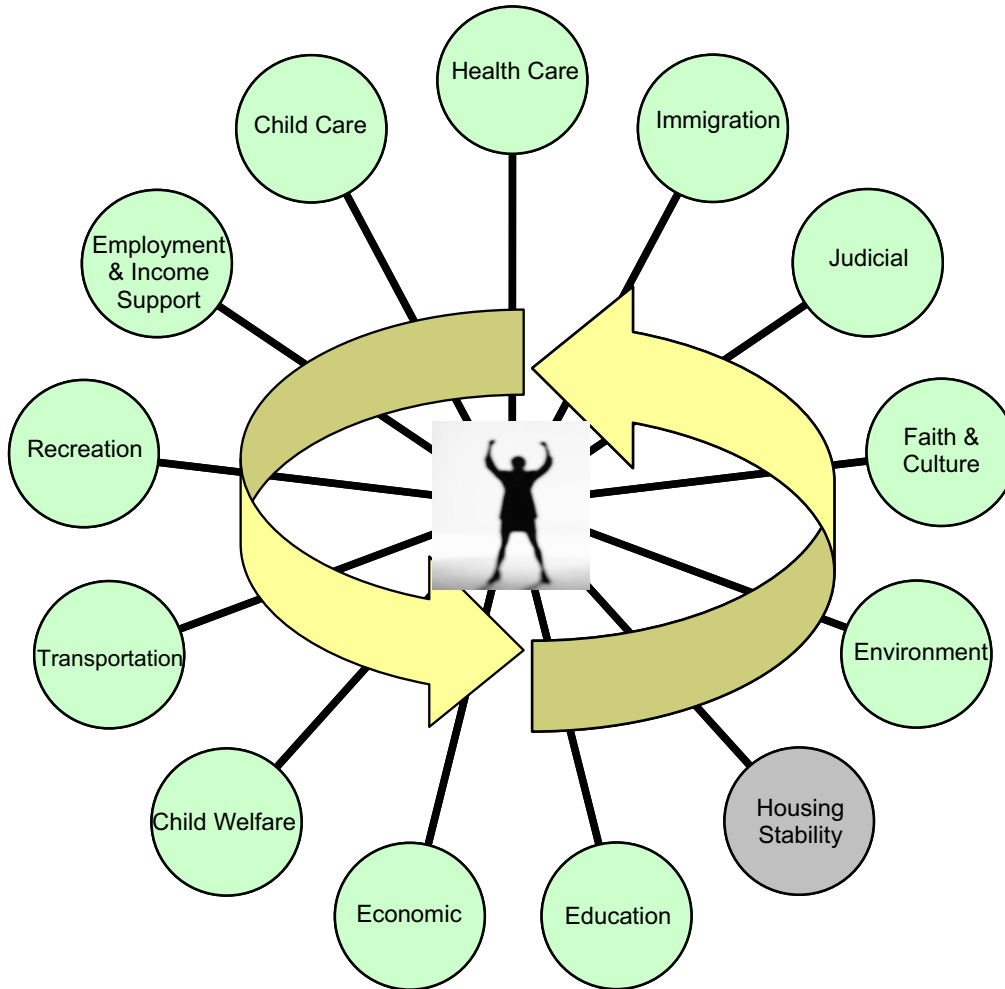 Health Care
Immigration
Judicial
Faith &
Culture
Environment
Housing
Stability
Education
Economic
Child Welfare
Transportation
Recreation
Employment
& Income
Support
Child Care